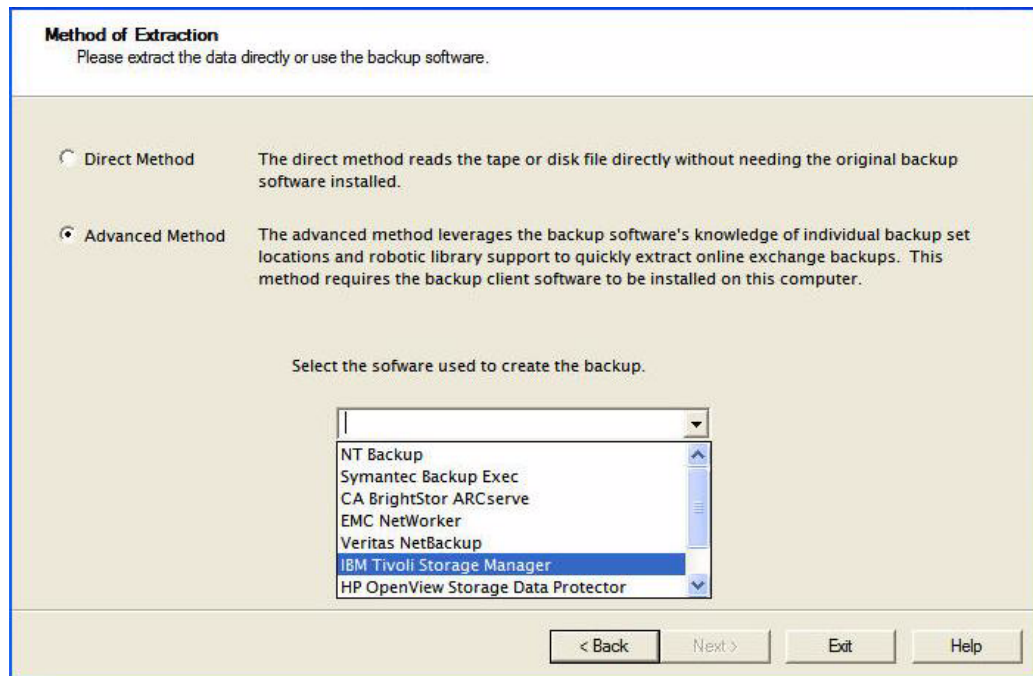 Method of Extraction
Please extract the data directly or use the backup software.
Direct Method
The direct method reads the tape or disk file directly without needing the original backup
software installed.
Advanced Method
The advanced method leverages the backup software's knowledge of individual backup set
locations and robotic library support to quickly extract online exchange backups. This
method requires the backup client software to be installed on this computer.
Select the sofware used to create the backup.
NT Backup
Symantec Backup Exec
CA BrightStor ARCserve
EMC NetWorker
Veritas NetBackup
IBM Tivoli Storage Manager
HP OpenView Storage Data Protector
< Back
Next >
Exit
Help